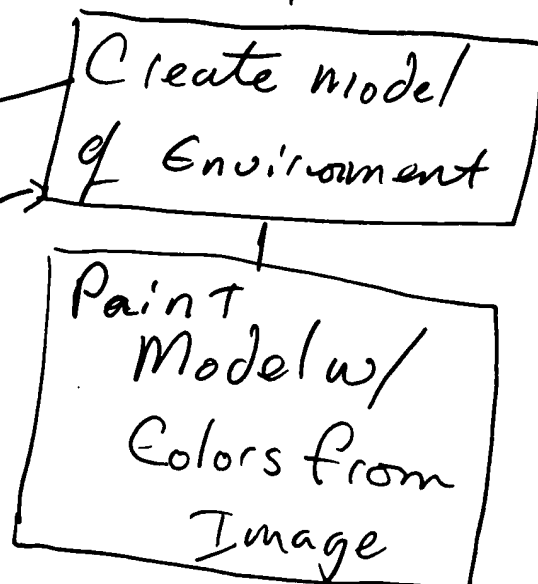 Create model
of Environment
Paint
Model w/
Colors from
Image